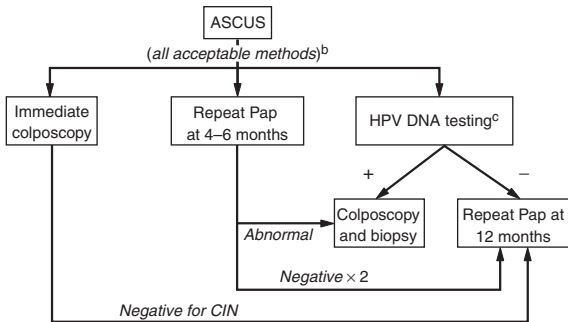 ASCUS
(all acceptable methods)b
Immediate
colposcopy
Repeat Pap
at 4–6 months
HPV DNA testingc
+
–
Colposcopy
and biopsy
Repeat Pap at
12 months
Abnormal
Negative × 2
Negative for CIN